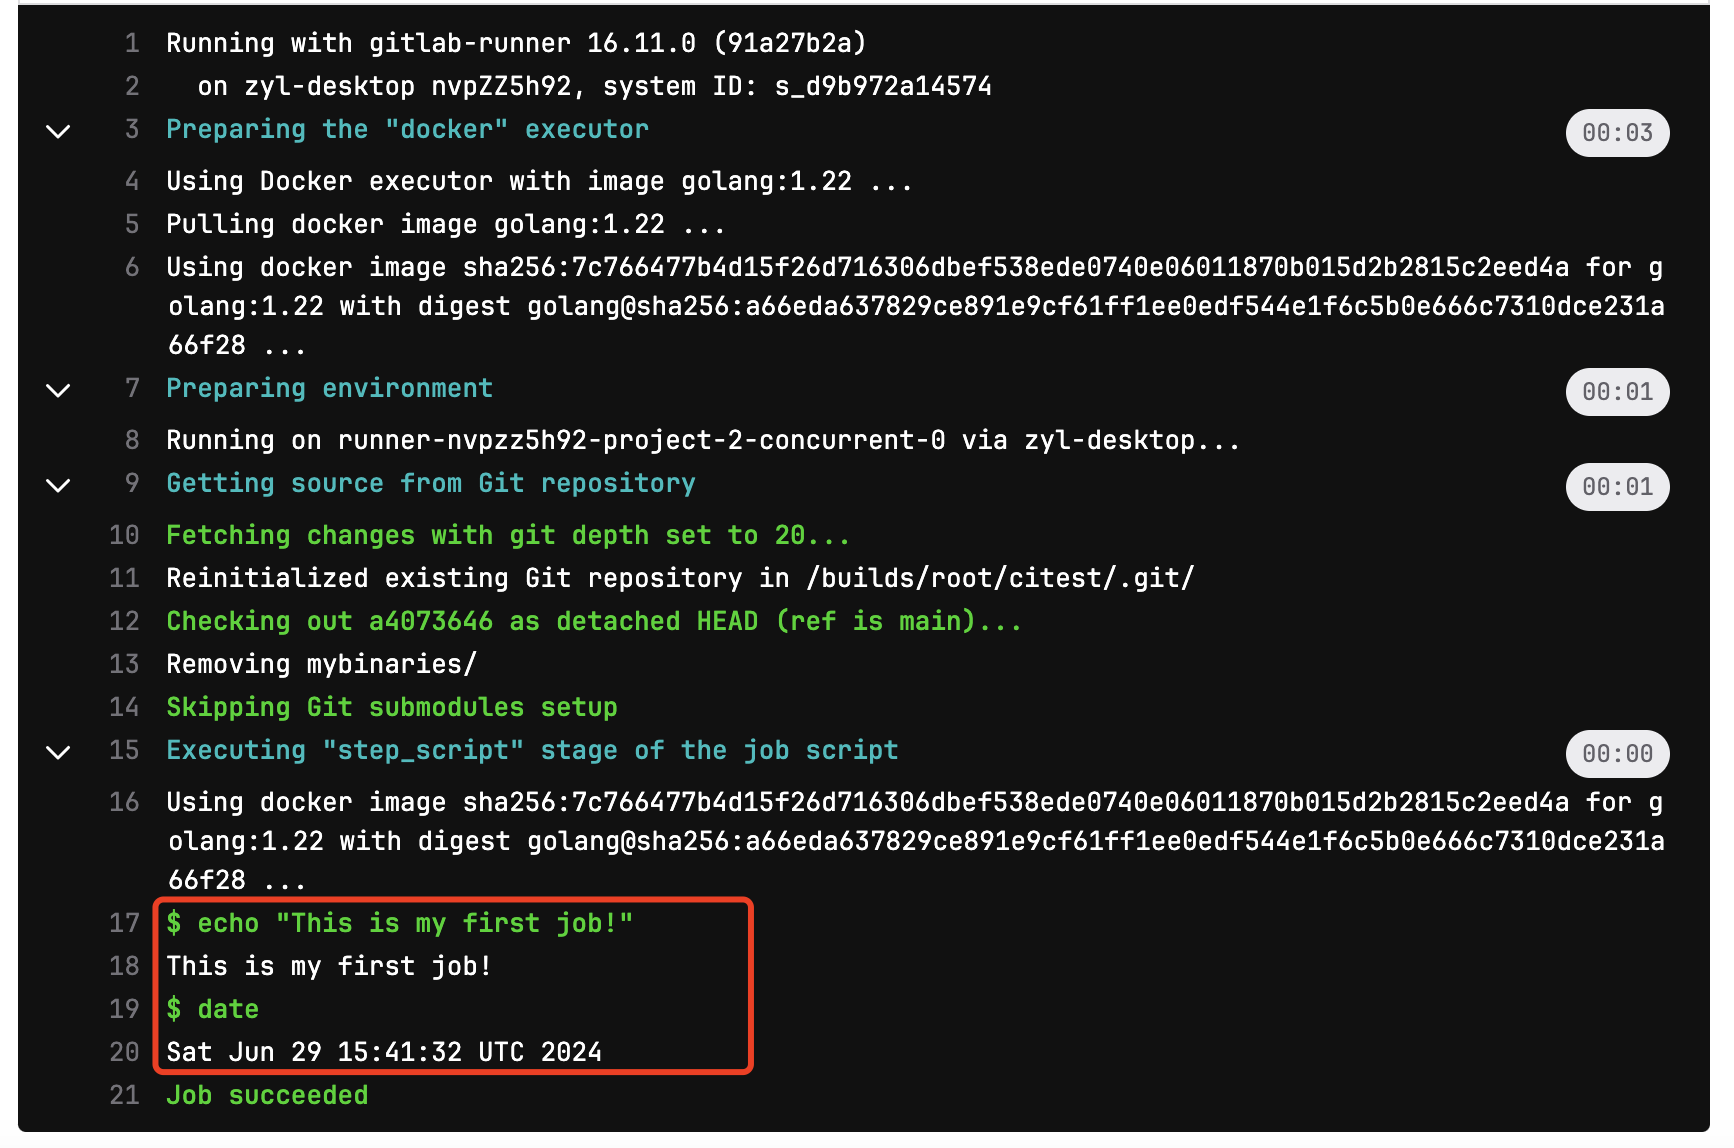 1 Running with gitlab-runner 16.11.0 (91a27b2a)
2 on zyl-desktop nvpZZ5h92, system ID: s_d9b972a14574
3 Preparing the "docker" executor 00:03
4 Using Docker executor with image golang:1.22 ...
5 Pulling docker image golang:1.22 ...
6 Using docker image sha256:7c766477b4d15f26d716306dbef538ede0740e06011870b015d2b2815c2eed4a for g
olang:1.22 with digest golang@sha256:a66eda637829ce891e9cf61ff1ee0edf544e1f6c5b0e666c7310dce231a
66f28 ...
7 Preparing environment 00:01
8 Running on runner-nvpzz5h92-project-2-concurrent-0 via zyl-desktop...
9 Getting source from Git repository 00:01
10 Fetching changes with git depth set to 20...
11 Reinitialized existing Git repository in /builds/root/citest/.git/
12 Checking out a4073646 as detached HEAD (ref is main)...
13 Removing mybinaries/
14 Skipping Git submodules setup
15 Executing "step_script" stage of the job script 00:00
16 Using docker image sha256:7c766477b4d15f26d716306dbef538ede0740e06011870b015d2b2815c2eed4a for g
olang:1.22 with digest golang@sha256:a66eda637829ce891e9cf61ff1ee0edf544e1f6c5b0e666c7310dce231a
66f28 ...
17 $ echo "This is my first job!"
18 This is my first job!
19 $ date
20 Sat Jun 29 15:41:32 UTC 2024
21 Job succeeded